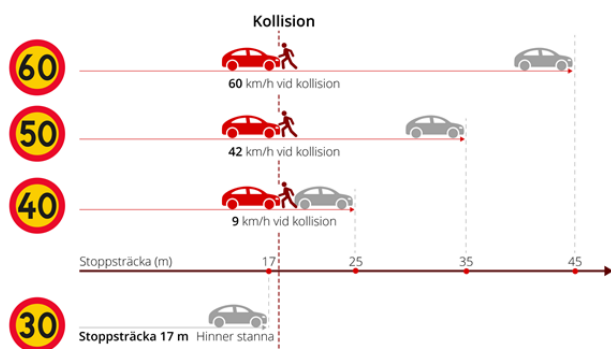 Kollision
60
60 km/h vid kollision
50
42 km/h vid kollision
40
9 km/h vid kollision
Stoppsträcka (m)
17
25
35
45
30
Stoppsträcka 17 m Hinner stanna